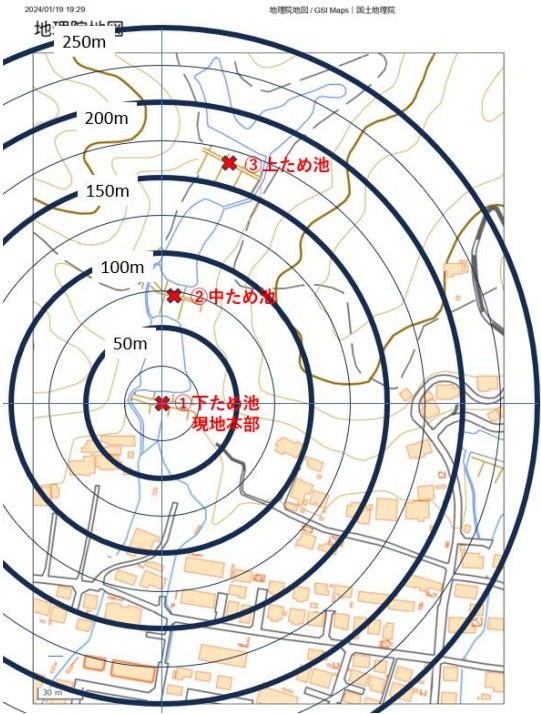 2024/01/19 19:29
地理院地図 / GSI Maps｜国土地理院
地理院地図
250m
200m
③上ため池
150m
100m
②中ため池
50m
①下ため池
現地本部
30 m